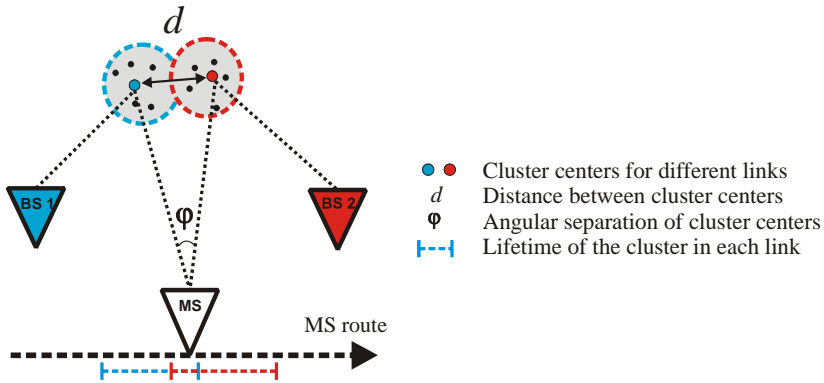 d
BS 1
BS 2
φ
MS
MS route
Cluster centers for different links
d Distance between cluster centers
φ Angular separation of cluster centers
Lifetime of the cluster in each link